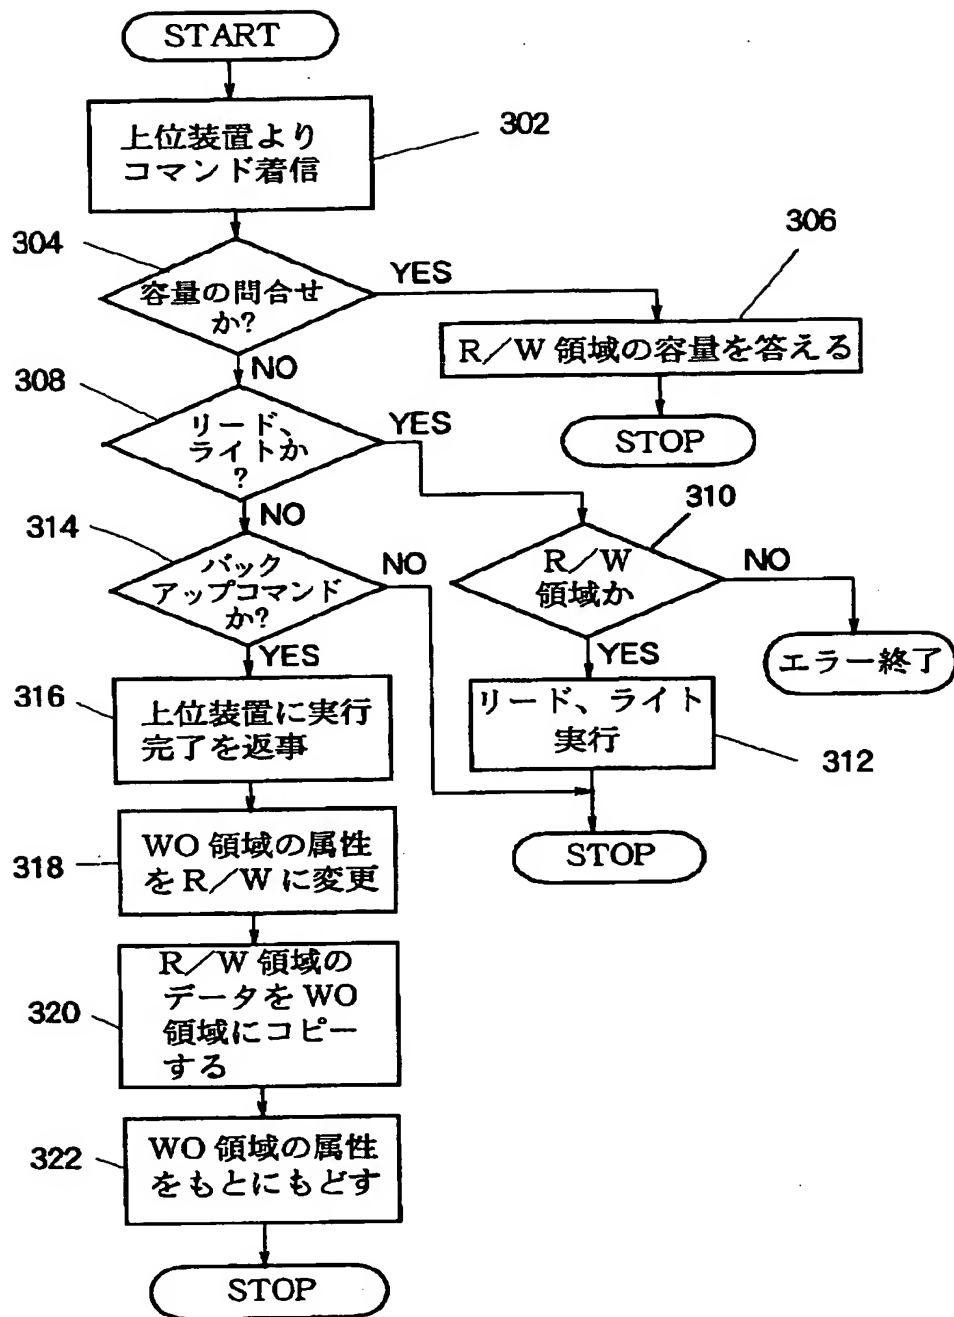 START
上位装置より
コマンド着信
302
304
容量の問合せ
か?
YES
306
R/W 領域の容量を答える
STOP
NO
308
リード、
ライトか
?
YES
310
R/W
領域か
NO
エラー終了
YES
リード、ライト
実行
312
STOP
NO
314
バック
アップコマンド
か?
NO
YES
316
上位装置に実行
完了を返事
318
WO 領域の属性
を R/W に変更
320
R/W 領域の
データを WO
領域にコピー
する
322
WO 領域の属性
をもとにもどす
STOP